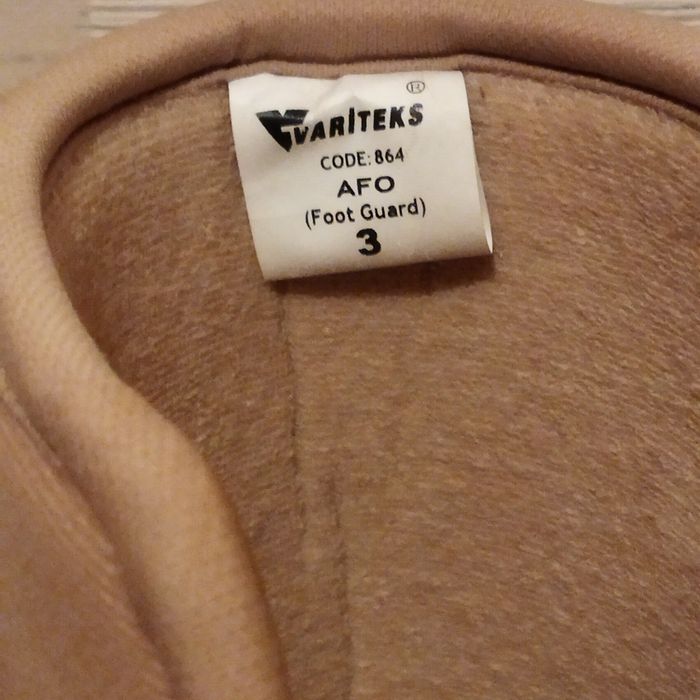 ®
VARITEKS
CODE: 864
AFO
(Foot Guard)
3